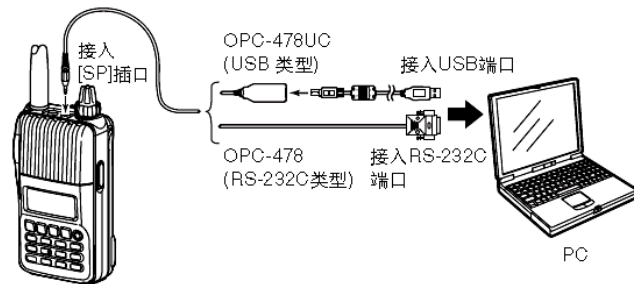 接入
[SP]插口
OPC-478UC
(USB 类型)
接入USB端口
OPC-478
(RS-232C类型)
接入RS-232C
端口
PC